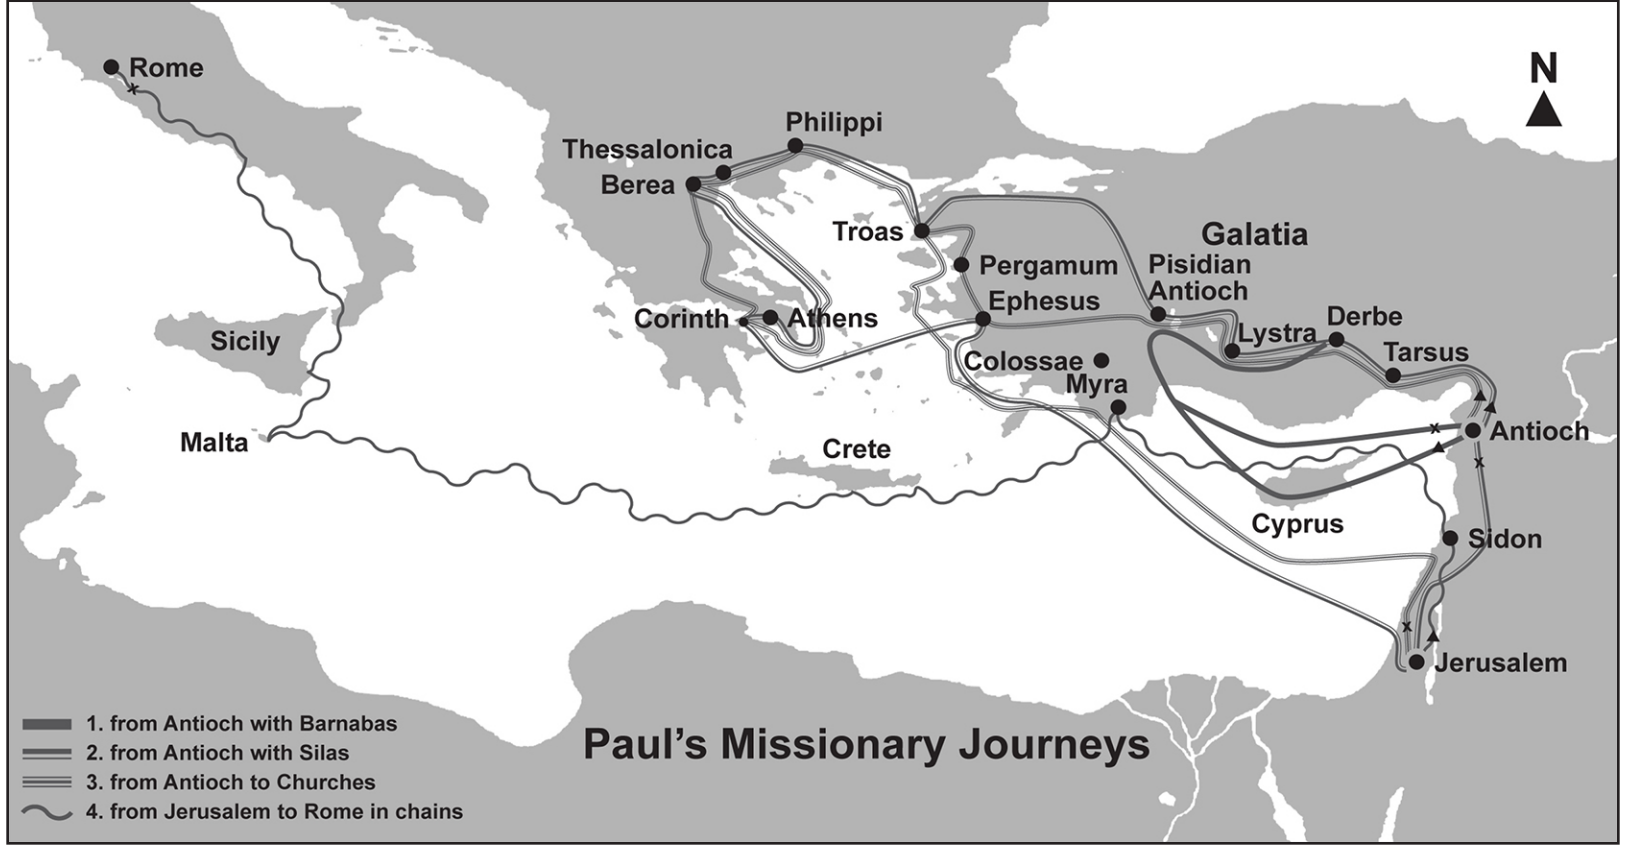 Rome
N
Philippi
Thessalonica
Berea
Troas
Galatia
Pergamum
Pisidian
Antioch
Ephesus
Corinth
Athens
Derbe
Lystra
Sicily
Tarsus
Colossae
Myra
Malta
Antioch
Crete
Cyprus
Sidon
Jerusalem
Paul’s Missionary Journeys
1. from Antioch with Barnabas
2. from Antioch with Silas
3. from Antioch to Churches
4. from Jerusalem to Rome in chains